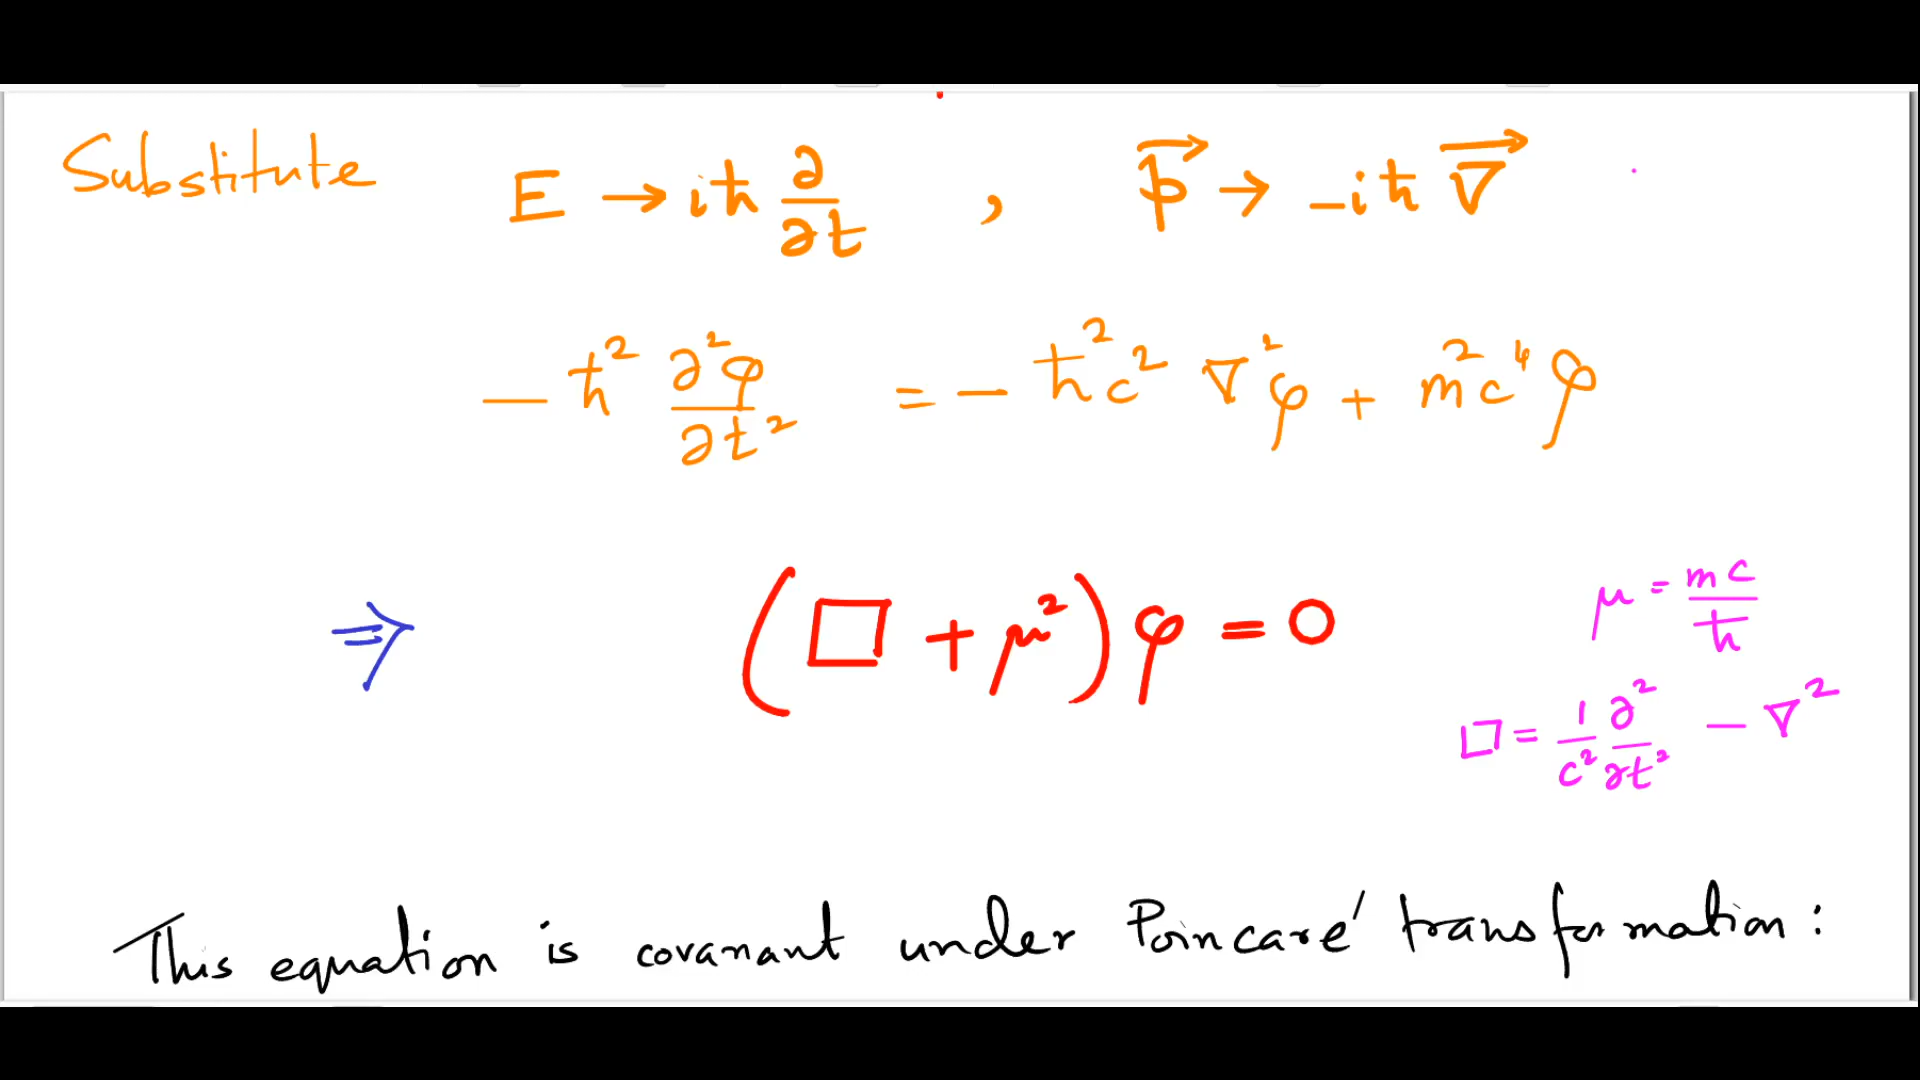 Substitute E → iħ ∂/∂t , p⃗ → -iħ ∇⃗
- ħ² ∂²φ/∂t² = - ħ²c² ∇²φ + m²c⁴φ
⇒ (□ + μ²) φ = 0
μ = mc/ħ
□ = 1/c² ∂²/∂t² - ∇²
This equation is covariant under Poincaré transformation :